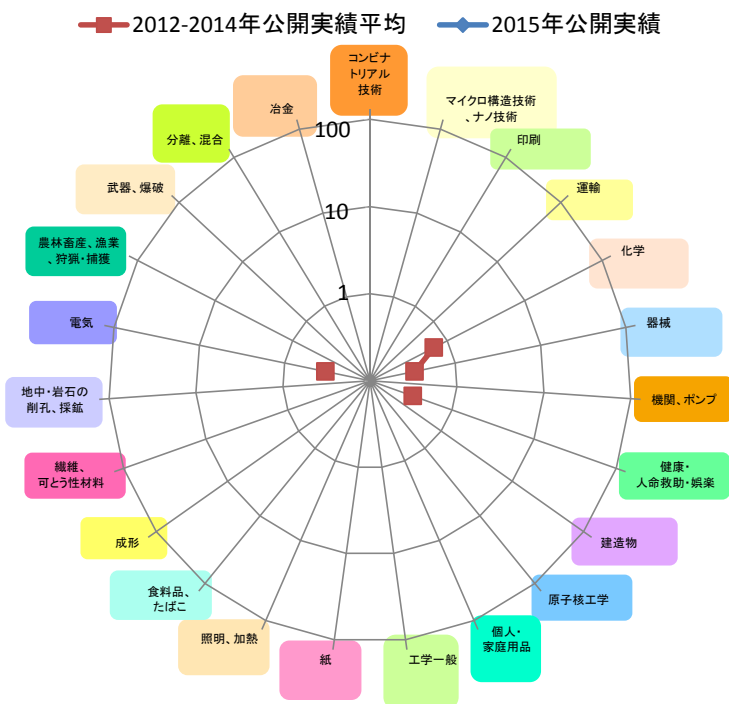 2012-2014年公開実績平均
2015年公開実績
コンビナ
トリアル
技術
マイクロ構造技術
、ナノ技術
印刷
運輸
化学
器械
機関、ポンプ
健康・
人命救助・娯楽
建造物
原子核工学
個人・
家庭用品
工学一般
紙
照明、加熱
食料品、
たばこ
成形
繊維、
可とう性材料
地中・岩石の
削孔、採鉱
電気
農林畜産、漁業
、狩猟・捕獲
武器、爆破
分離、混合
冶金
100
10
1